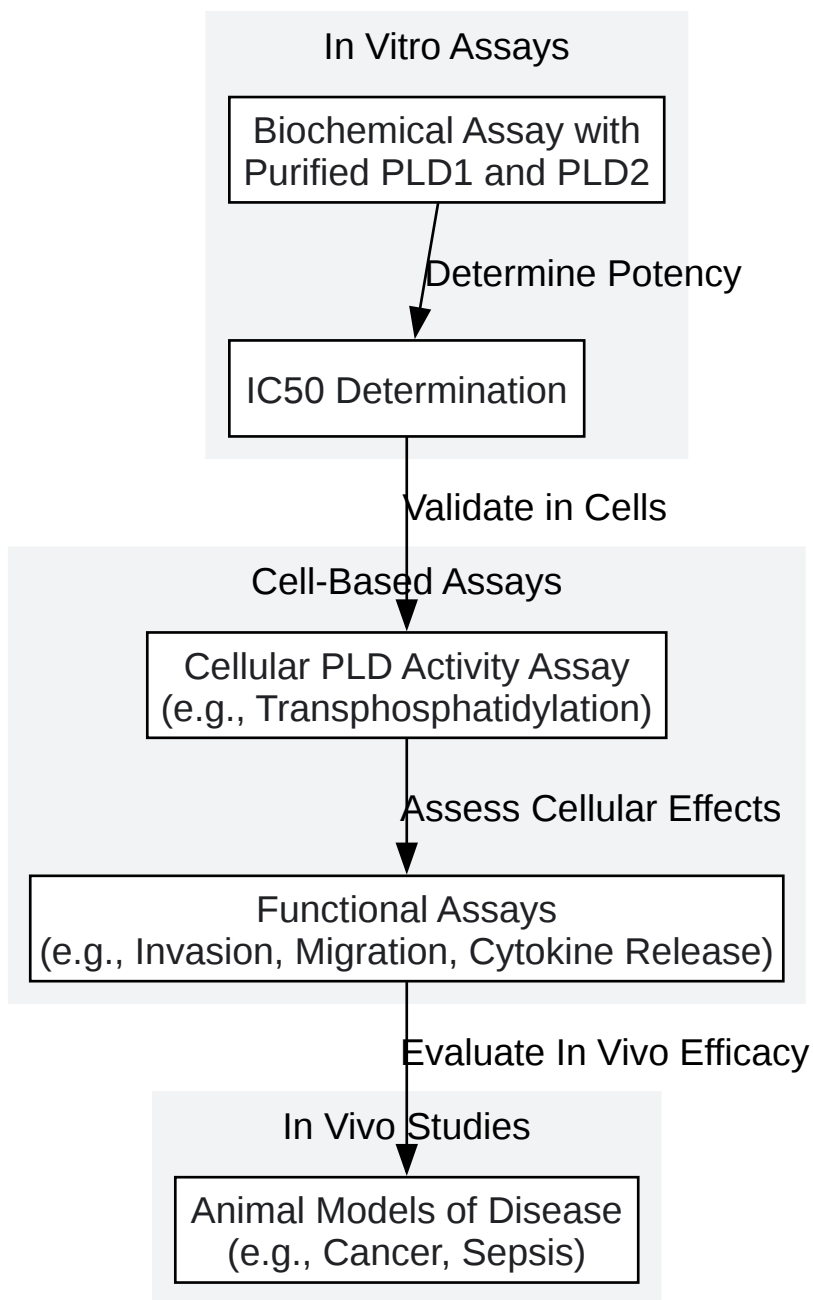 In Vitro Assays
Biochemical Assay with
Purified PLD1 and PLD2
Determine Potency
IC50 Determination
Validate in Cells
Cell-Based Assays
Cellular PLD Activity Assay
(e.g., Transphosphatidylation)
Assess Cellular Effects
Functional Assays
(e.g., Invasion, Migration, Cytokine Release)
Evaluate In Vivo Efficacy
In Vivo Studies
Animal Models of Disease
(e.g., Cancer, Sepsis)